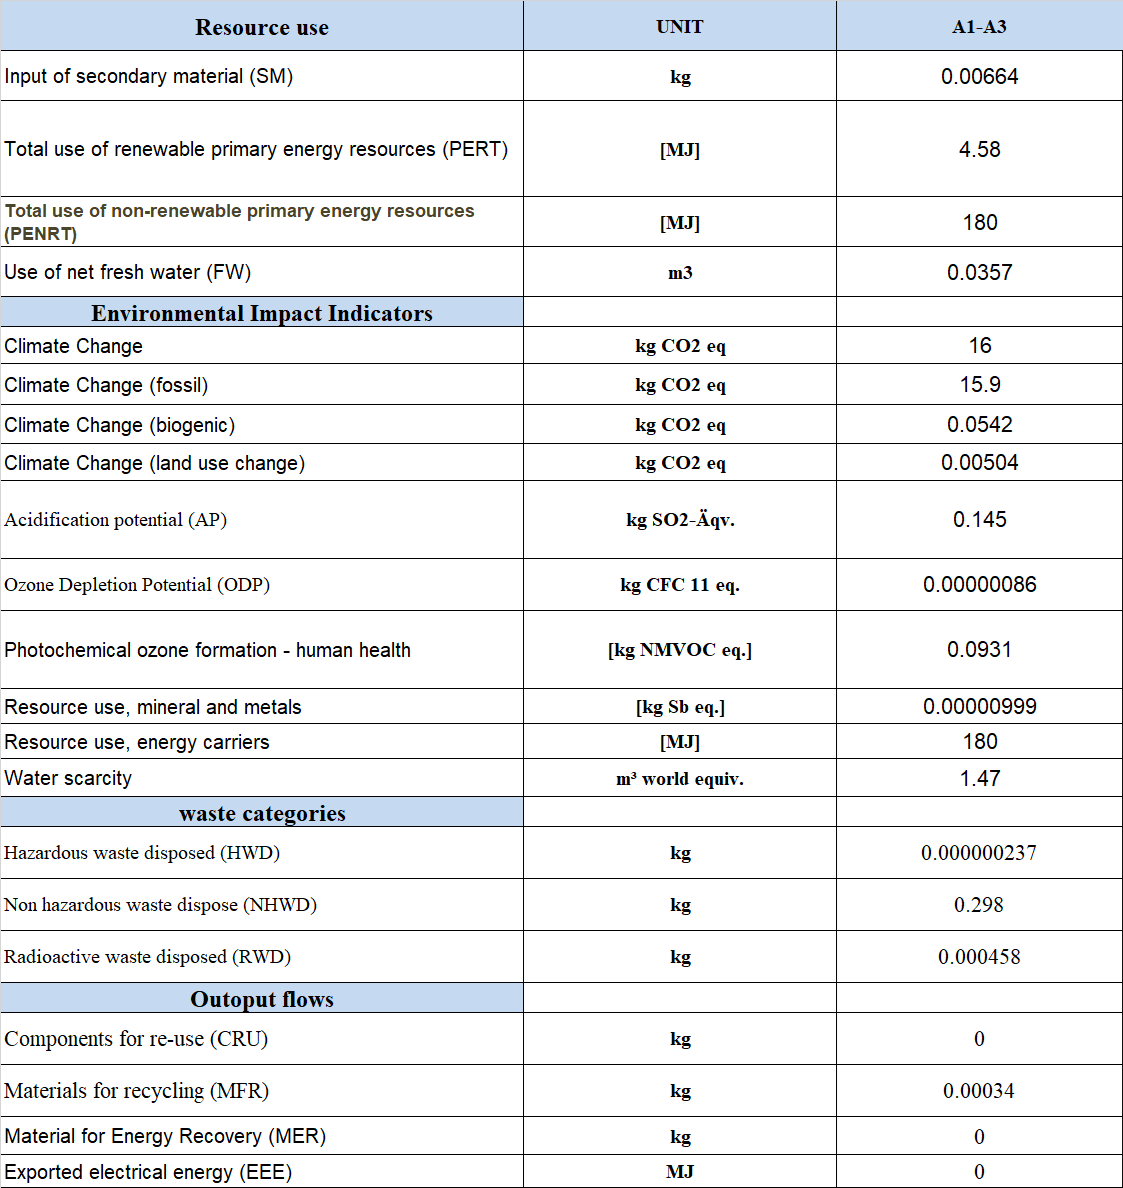 Resource use UNIT A1-A3
Input of secondary material (SM) kg 0.00664
Total use of renewable primary energy resources (PERT) [MJ] 4.58
Total use of non-renewable primary energy resources
(PENRT) [MJ] 180
Use of net fresh water (FW) m3 0.0357
Environmental Impact Indicators
Climate Change kg CO2 eq 16
Climate Change (fossil) kg CO2 eq 15.9
Climate Change (biogenic) kg CO2 eq 0.0542
Climate Change (land use change) kg CO2 eq 0.00504
Acidification potential (AP) kg SO2-Äqv. 0.145
Ozone Depletion Potential (ODP) kg CFC 11 eq. 0.00000086
Photochemical ozone formation - human health [kg NMVOC eq.] 0.0931
Resource use, mineral and metals [kg Sb eq.] 0.00000999
Resource use, energy carriers [MJ] 180
Water scarcity m³ world equiv. 1.47
waste categories
Hazardous waste disposed (HWD) kg 0.000000237
Non hazardous waste dispose (NHWD) kg 0.298
Radioactive waste disposed (RWD) kg 0.000458
Outoput flows
Components for re-use (CRU) kg 0
Materials for recycling (MFR) kg 0.00034
Material for Energy Recovery (MER) kg 0
Exported electrical energy (EEE) MJ 0